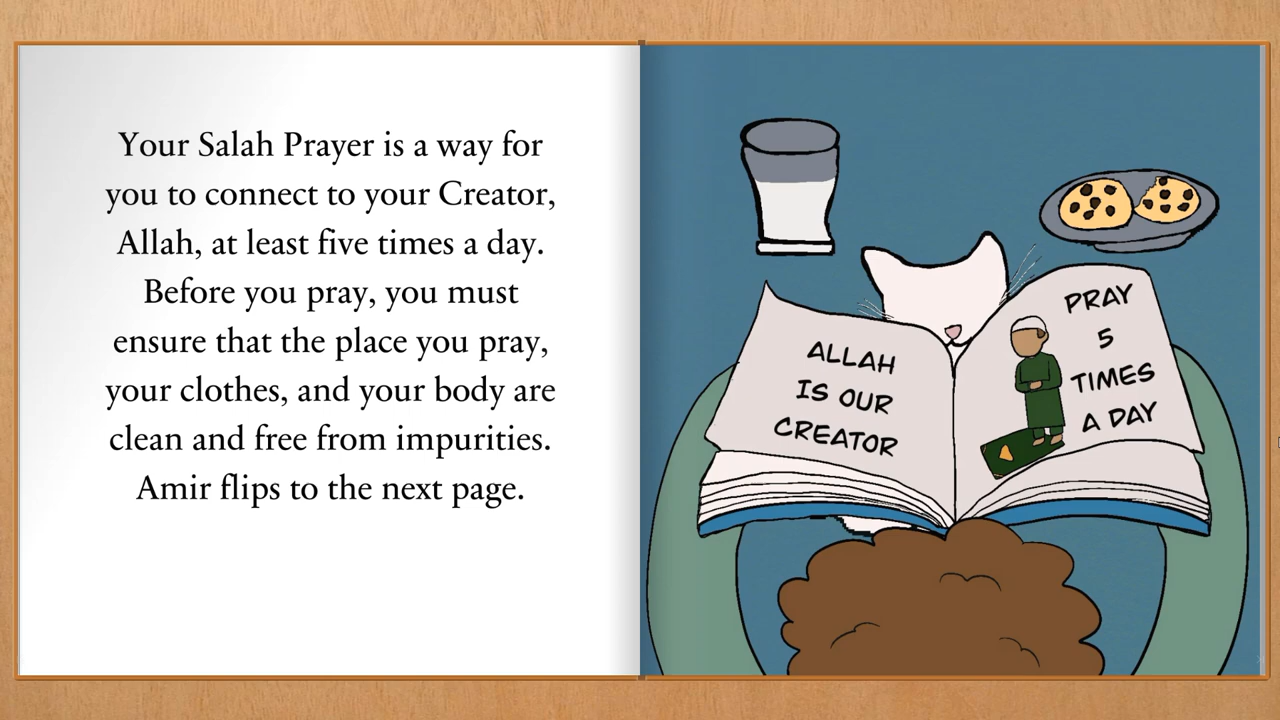 Your Salah Prayer is a way for
you to connect to your Creator,
Allah, at least five times a day.
Before you pray, you must
ensure that the place you pray,
your clothes, and your body are
clean and free from impurities.
Amir flips to the next page.
ALLAH
IS OUR
CREATOR
PRAY
5
TIMES
A DAY